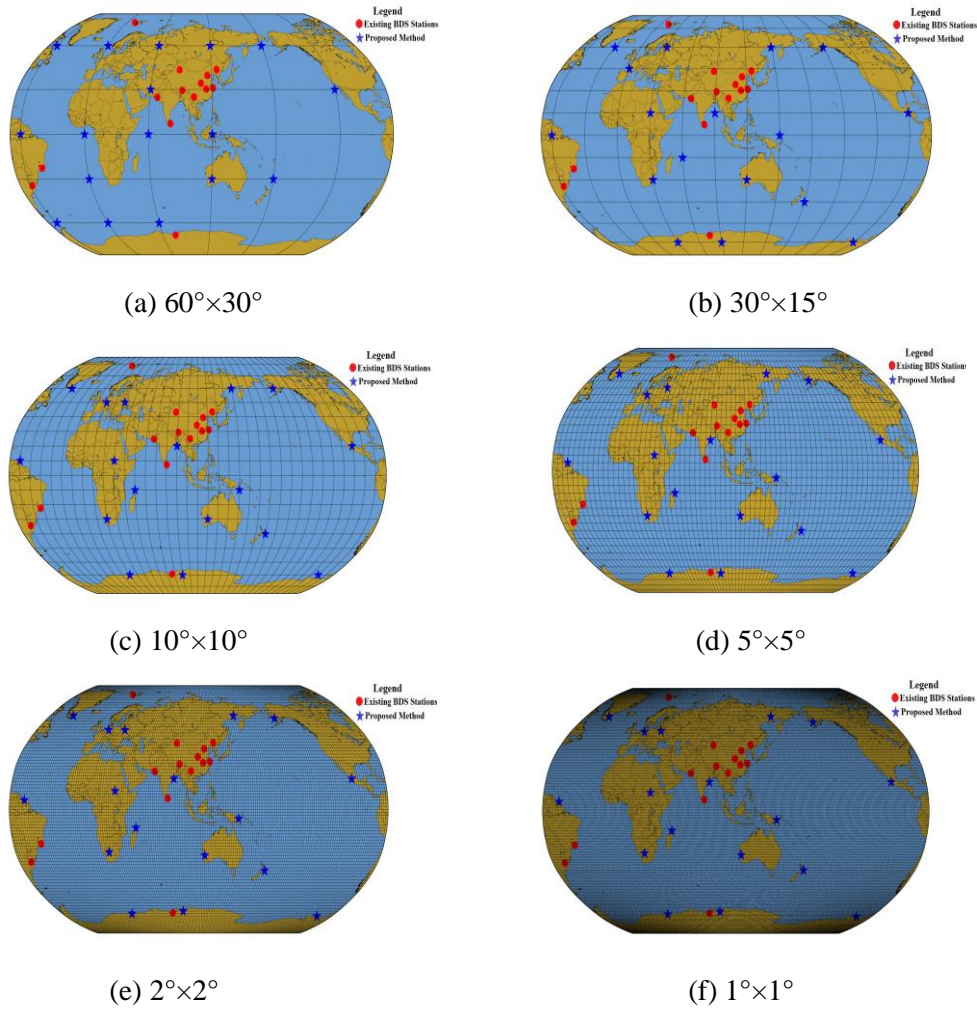 Legend
Existing BDS Stations
Proposed Method
Legend
Existing BDS Stations
Proposed Method
(a) 60°×30°
(b) 30°×15°
Legend
Existing BDS Stations
Proposed Method
Legend
Existing BDS Stations
Proposed Method
(c) 10°×10°
(d) 5°×5°
Legend
Existing BDS Stations
Proposed Method
Legend
Existing BDS Stations
Proposed Method
(e) 2°×2°
(f) 1°×1°